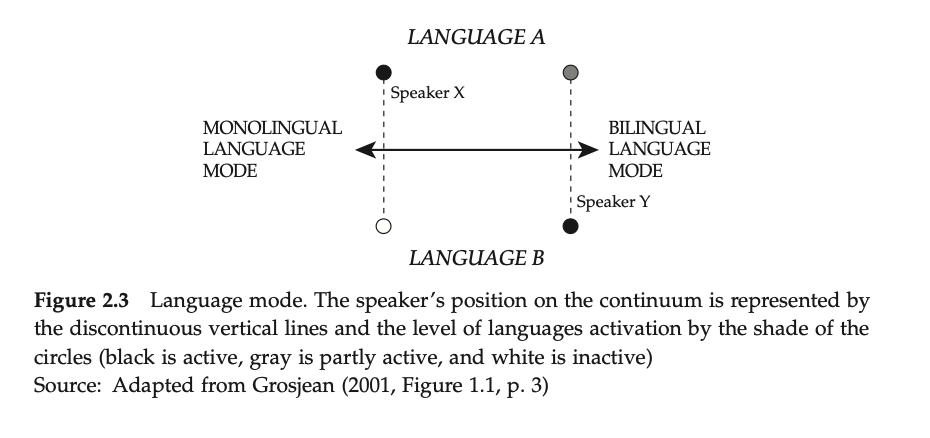 LANGUAGE A
Speaker X
MONOLINGUAL
LANGUAGE
MODE
BILINGUAL
LANGUAGE
MODE
Speaker Y
LANGUAGE B
Figure 2.3 Language mode. The speaker’s position on the continuum is represented by
the discontinuous vertical lines and the level of languages activation by the shade of the
circles (black is active, gray is partly active, and white is inactive)
Source: Adapted from Grosjean (2001, Figure 1.1, p. 3)